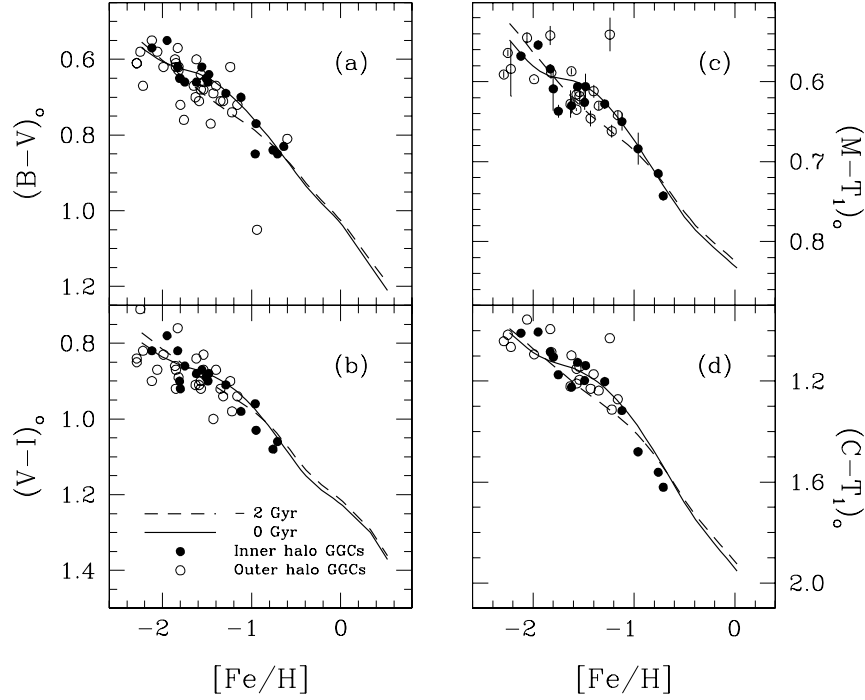 (a)
(B−V)o
0.6
0.8
1.0
1.2
(c)
(M−T1)o
0.6
0.7
0.8
(b)
(V−I)o
0.8
1.0
1.2
1.4
− 2 Gyr
0 Gyr
Inner halo GGCs
Outer halo GGCs
(d)
(C−T1)o
1.2
1.6
2.0
−2 −1 0
−2 −1 0
[Fe/H] [Fe/H]